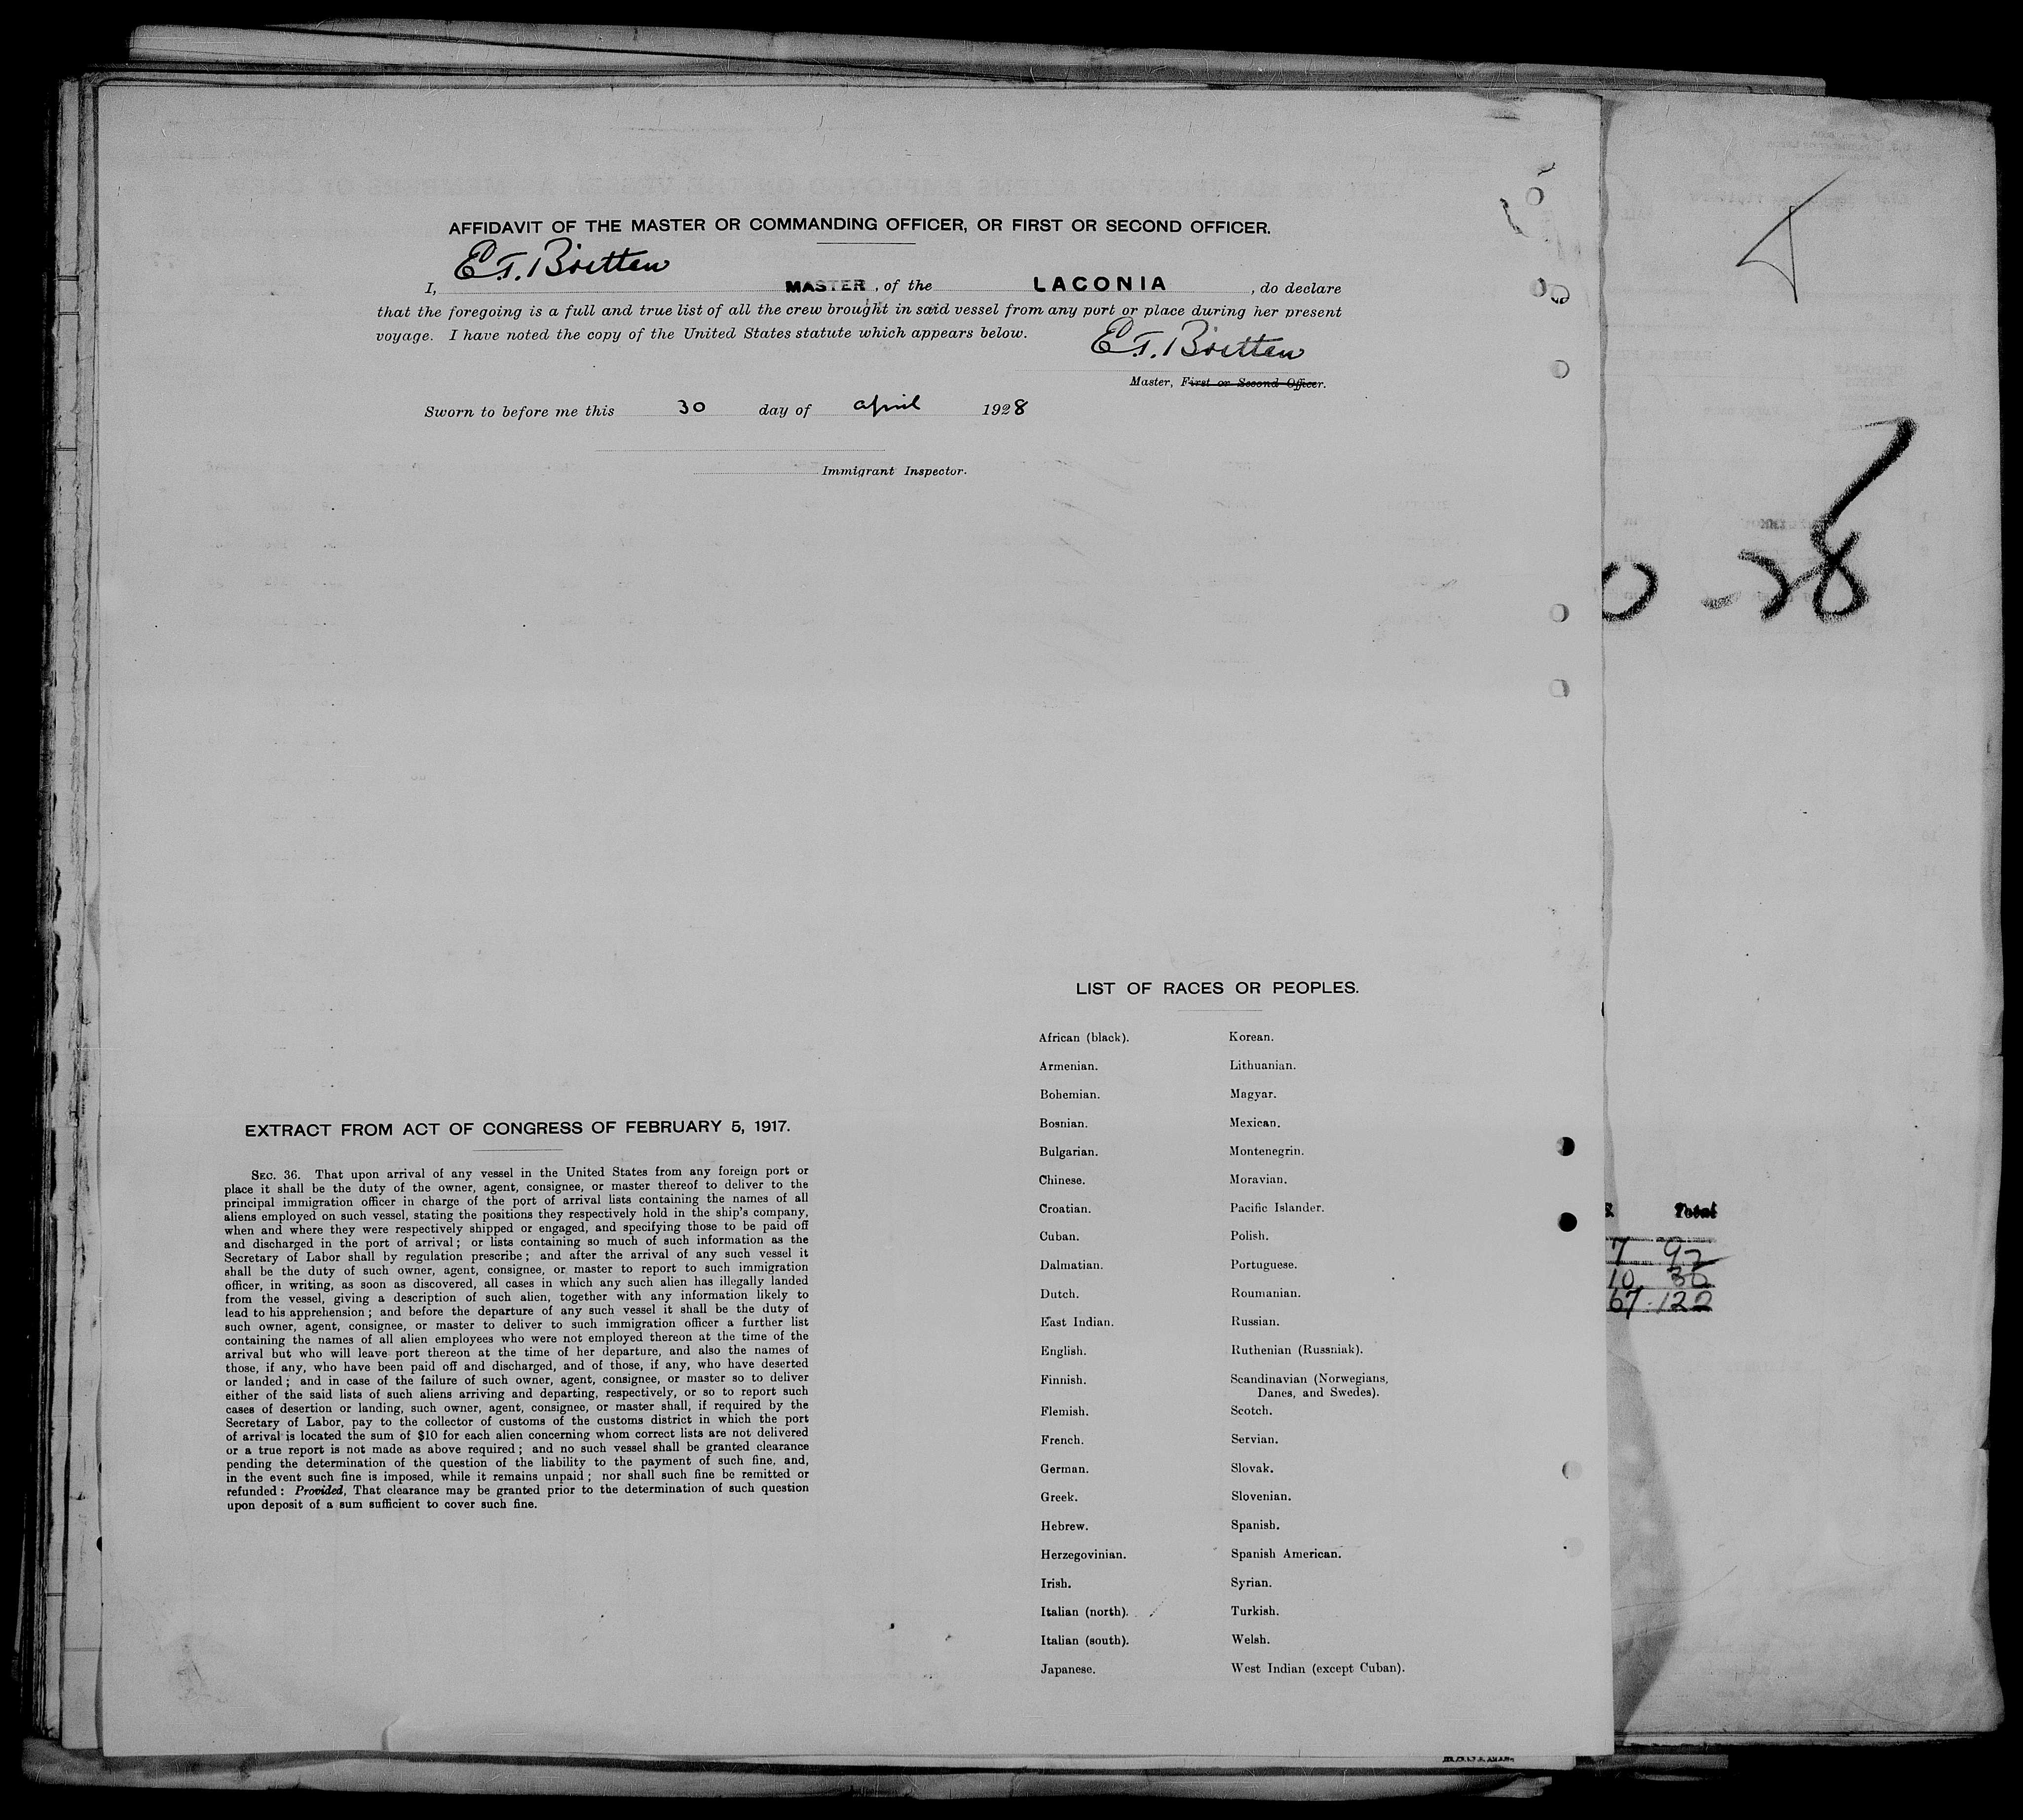 AFFIDAVIT OF THE MASTER OR COMMANDING OFFICER, OR FIRST OR SECOND OFFICER.
I, E.T. Britten MASTER, of the LACONIA, do declare
that the foregoing is a full and true list of all the crew brought in said vessel from any port or place during her present
voyage. I have noted the copy of the United States statute which appears below.
E.T. Britten
Master, First or Second Officer.
Sworn to before me this 30 day of april 1928
Immigrant Inspector.
EXTRACT FROM ACT OF CONGRESS OF FEBRUARY 5, 1917.
SEC. 36. That upon arrival of any vessel in the United States from any foreign port or
place it shall be the duty of the owner, agent, consignee, or master thereof to deliver to the
principal immigration officer in charge of the port of arrival lists containing the names of all
aliens employed on such vessel, stating the positions they respectively hold in the ship's company,
when and where they were respectively shipped or engaged, and specifying those to be paid off
and discharged in the port of arrival; or lists containing so much of such information as the
Secretary of Labor shall by regulation prescribe; and after the arrival of any such vessel it
shall be the duty of such owner, agent, consignee, or master to report to such immigration
officer, in writing, as soon as discovered, all cases in which any such alien has illegally landed
from the vessel, giving a description of such alien, together with any information likely to
lead to his apprehension; and before the departure of any such vessel it shall be the duty of
such owner, agent, consignee, or master to deliver to such immigration officer a further list
containing the names of all alien employees who were not employed thereon at the time of the
arrival but who will leave port thereon at the time of her departure, and also the names of
those, if any, who have been paid off and discharged, and of those, if any, who have deserted
or landed; and in case of the failure of such owner, agent, consignee, or master so to deliver
either of the said lists of such aliens arriving and departing, respectively, or so to report such
cases of desertion or landing, such owner, agent, consignee, or master shall, if required by the
Secretary of Labor, pay to the collector of customs of the customs district in which the port
of arrival is located the sum of $10 for each alien concerning whom correct lists are not delivered
or a true report is not made as above required; and no such vessel shall be granted clearance
pending the determination of the question of the liability to the payment of such fine, and,
in the event such fine is imposed, while it remains unpaid; nor shall such fine be remitted or
refunded: Provided, That clearance may be granted prior to the determination of such question
upon deposit of a sum sufficient to cover such fine.
LIST OF RACES OR PEOPLES.
African (black).
Armenian.
Bohemian.
Bosnian.
Bulgarian.
Chinese.
Croatian.
Cuban.
Dalmatian.
Dutch.
East Indian.
English.
Finnish.
Flemish.
French.
German.
Greek.
Hebrew.
Herzegovinian.
Irish.
Italian (north).
Italian (south).
Japanese.
Korean.
Lithuanian.
Magyar.
Mexican.
Montenegrin.
Moravian.
Pacific Islander.
Polish.
Portuguese.
Roumanian.
Russian.
Ruthenian (Russniak).
Scandinavian (Norwegians,
Danes, and Swedes).
Scotch.
Servian.
Slovak.
Slovenian.
Spanish.
Spanish American.
Syrian.
Turkish.
Welsh.
West Indian (except Cuban).
0 - 28
Total
7 92
10
67 122